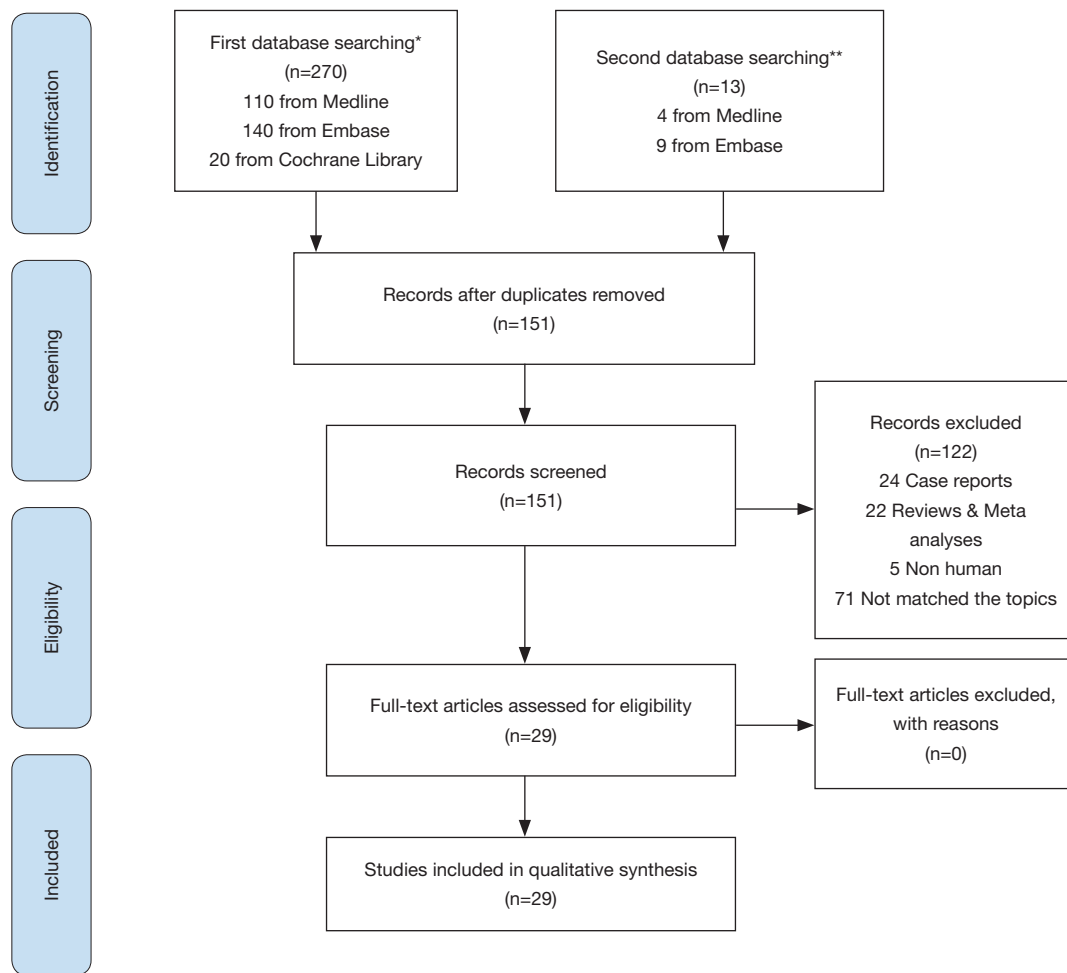 Identification
First database searching*
(n=270)
110 from Medline
140 from Embase
20 from Cochrane Library
Second database searching**
(n=13)
4 from Medline
9 from Embase
Screening
Records after duplicates removed
(n=151)
Records screened
(n=151)
Records excluded
(n=122)
24 Case reports
22 Reviews & Meta
analyses
5 Non human
71 Not matched the topics
Eligibility
Full-text articles assessed for eligibility
(n=29)
Full-text articles excluded,
with reasons
(n=0)
Included
Studies included in qualitative synthesis
(n=29)